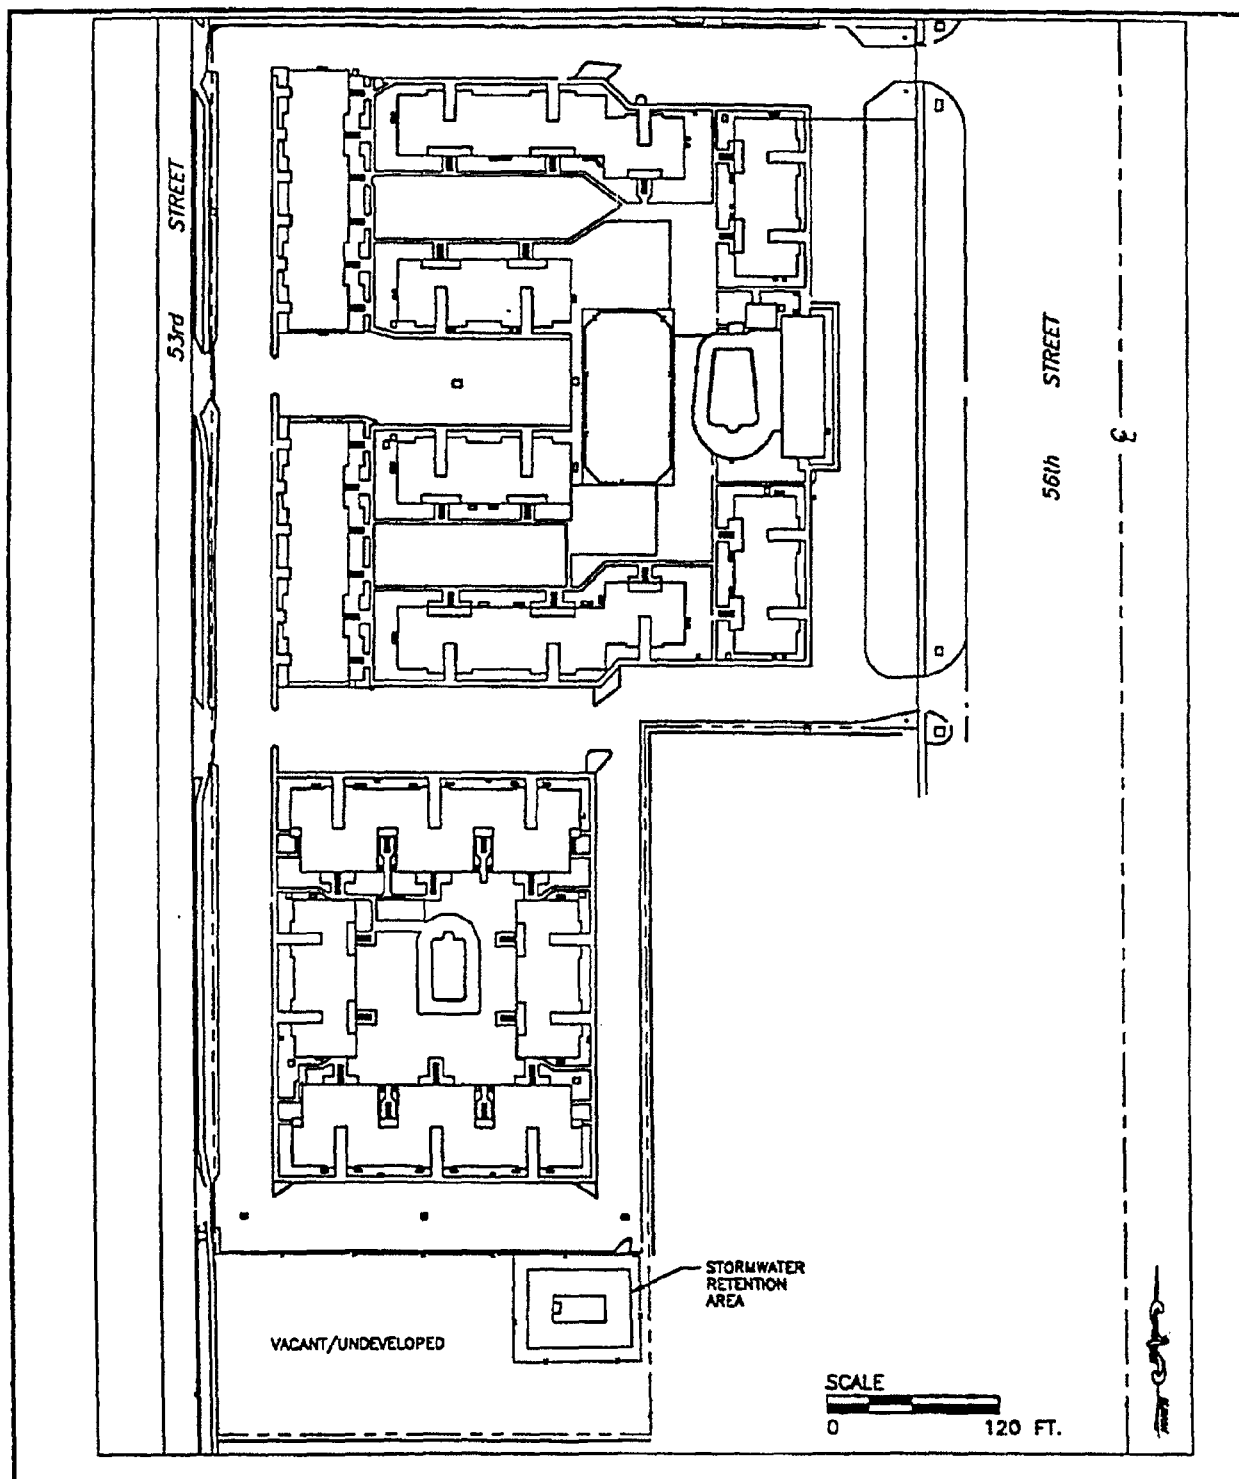 53rd STREET
56th STREET
STORMWATER
RETENTION
AREA
VACANT/UNDEVELOPED
SCALE
0 120 FT.